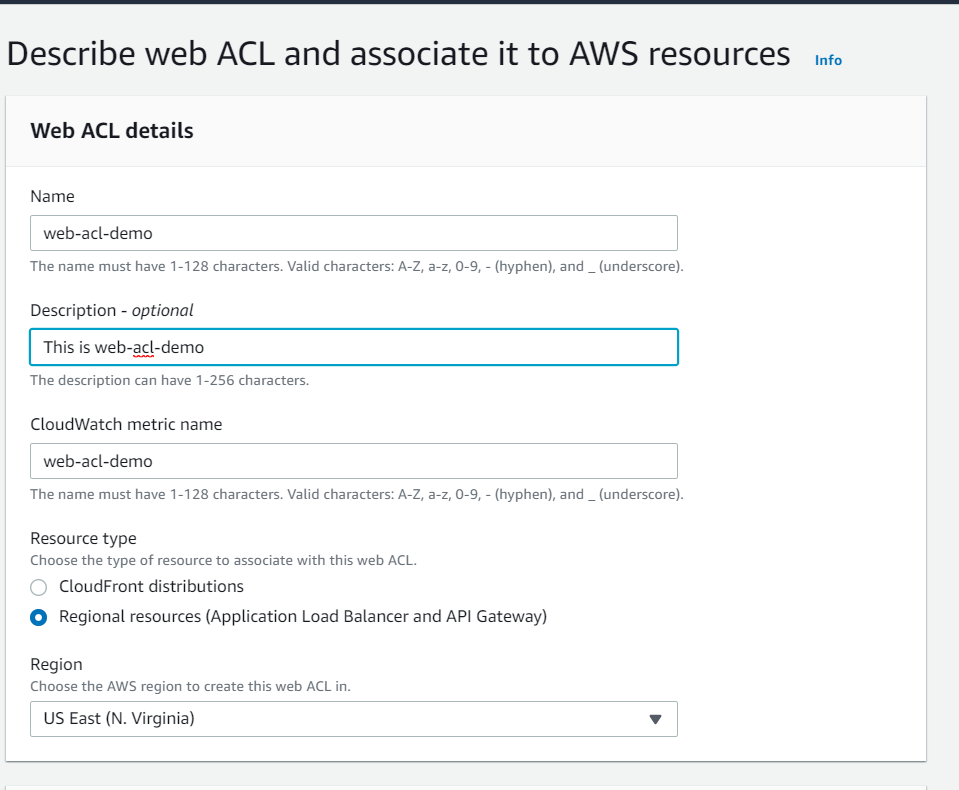 Describe web ACL and associate it to AWS resources Info
Web ACL details
Name
web-acl-demo
The name must have 1-128 characters. Valid characters: A-Z, a-z, 0-9, - (hyphen), and _ (underscore).
Description - optional
This is web-acl-demo
The description can have 1-256 characters.
CloudWatch metric name
web-acl-demo
The name must have 1-128 characters. Valid characters: A-Z, a-z, 0-9, - (hyphen), and _ (underscore).
Resource type
Choose the type of resource to associate with this web ACL.
CloudFront distributions
Regional resources (Application Load Balancer and API Gateway)
Region
Choose the AWS region to create this web ACL in.
US East (N. Virginia)